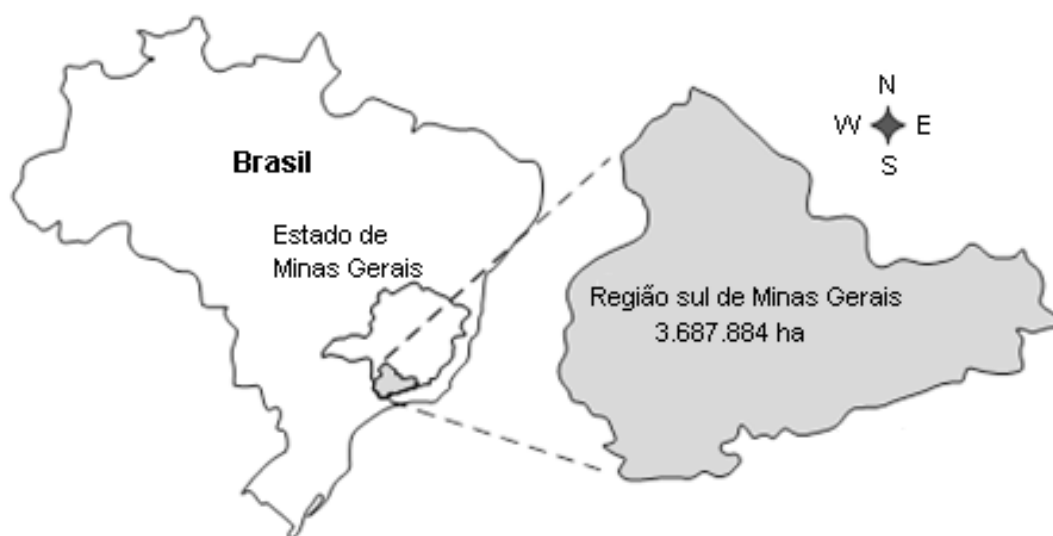 Brasil
Estado de
Minas Gerais
N
W E
S
Região sul de Minas Gerais
3.687.884 ha